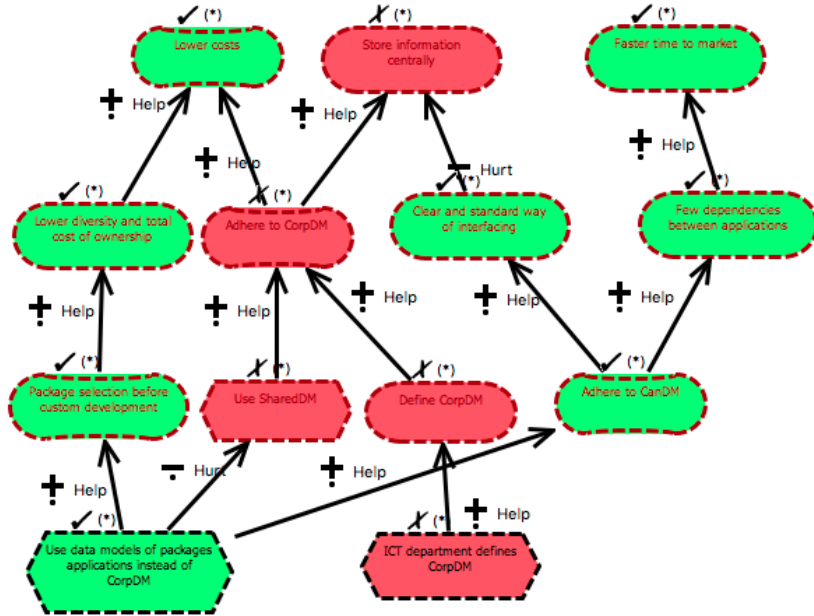 (*)
(*)
(*)
Lower costs
Store information
centrally
Faster time to market
Help
Help
Help
Help
Hurt
(*)
(*)
(*)
(*)
Lower diversity and total
cost of ownership
Adhere to CorpDM
Clear and standard way
of interfacing
Few dependencies
between applications
Help
Help
Help
Help
Help
(*)
(*)
(*)
(*)
Package selection before
custom development
Use SharedDM
Define CorpDM
Adhere to CanDM
Help
Hurt
Help
Help
(*)
(*)
Use data models of packages
applications instead of
CorpDM
ICT department defines
CorpDM